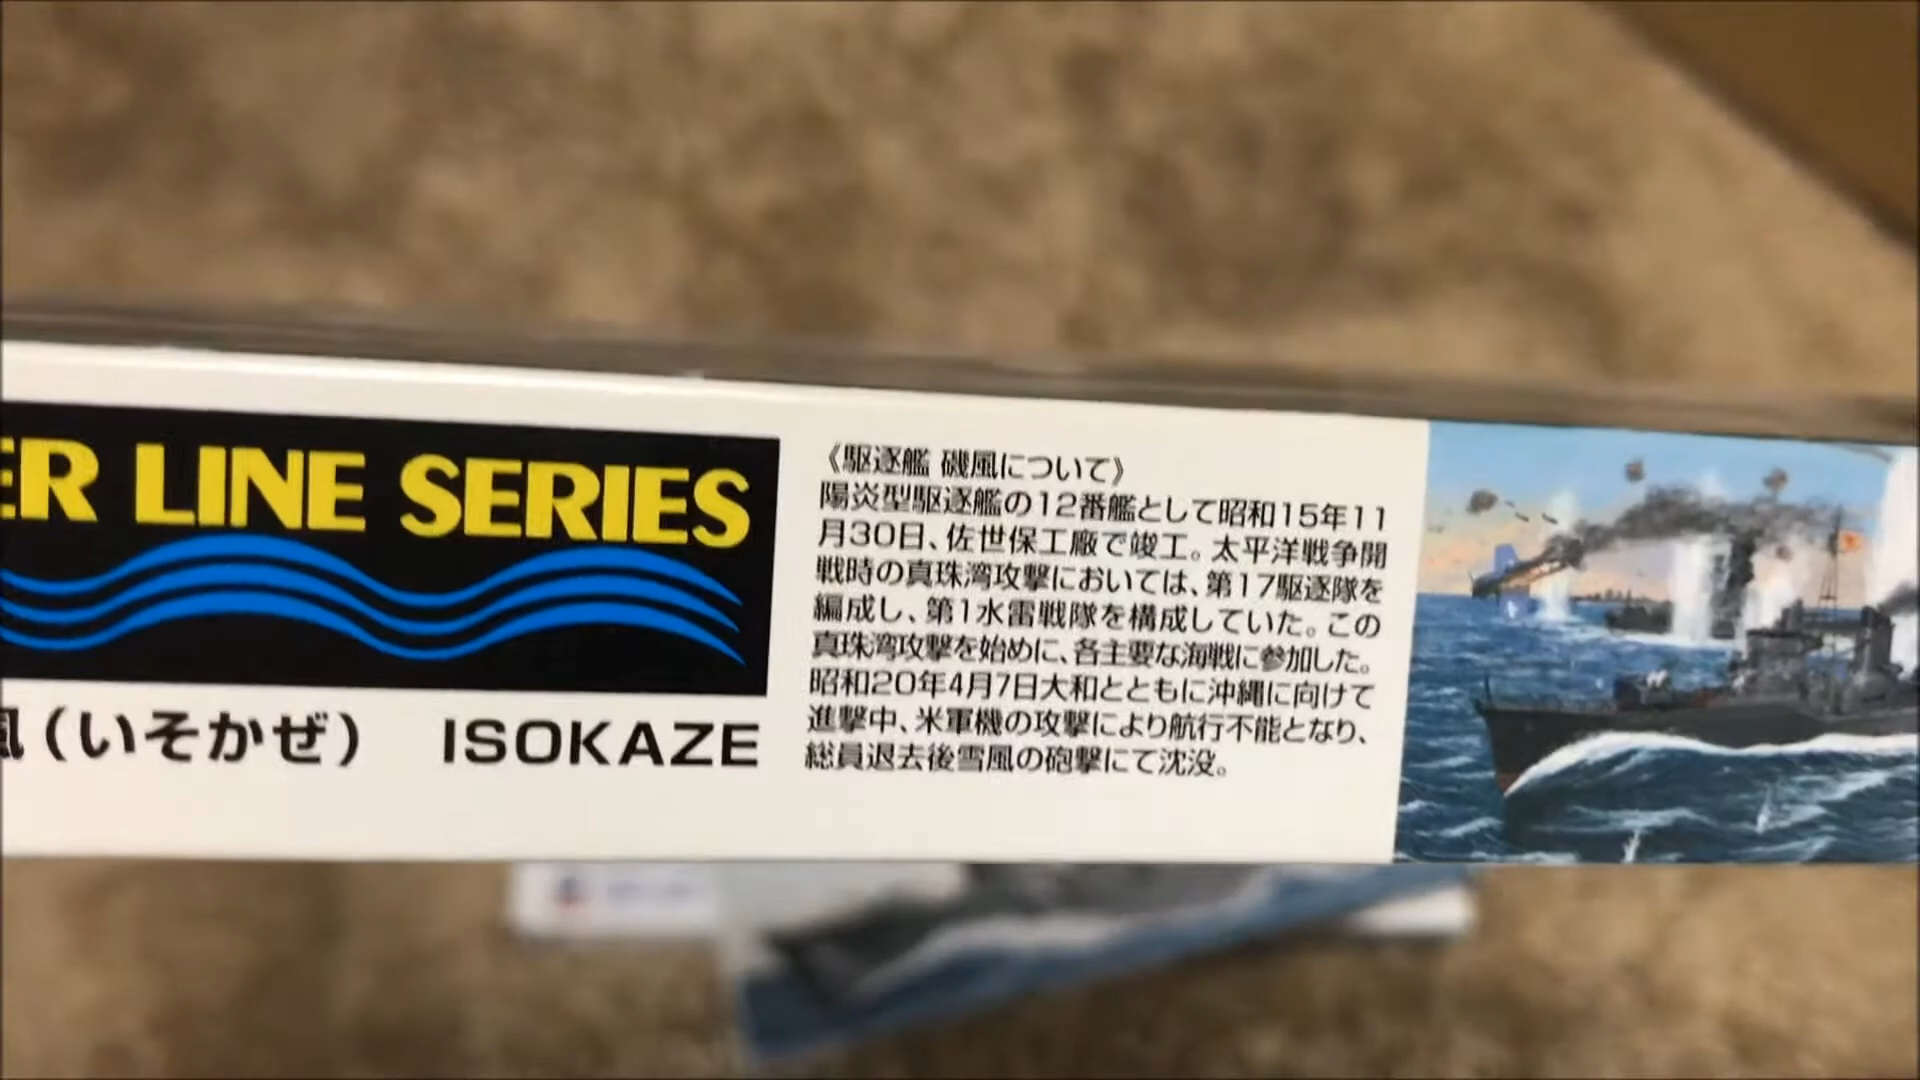 ER LINE SERIES
風(いそかぜ) ISOKAZE
《駆逐艦 磯風について》
陽炎型駆逐艦の12番艦として昭和15年11
月30日、佐世保工廠で竣工。太平洋戦争開
戦時の真珠湾攻撃においては、第17駆逐隊を
編成し、第1水雷戦隊を構成していた。この
真珠湾攻撃を始めに、各主要な海戦に参加した。
昭和20年4月7日大和とともに沖縄に向けて
進撃中、米軍機の攻撃により航行不能となり、
総員退去後雪風の砲撃にて沈没。